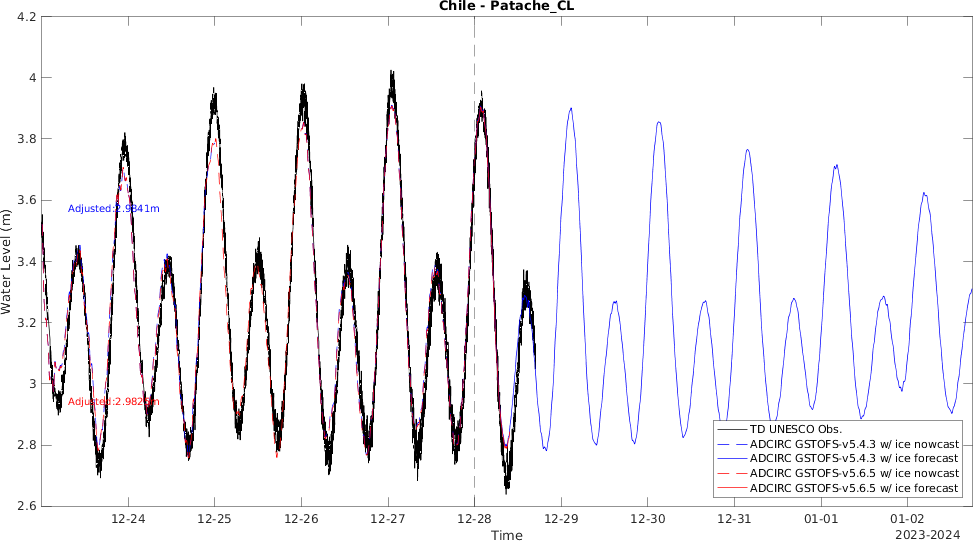 Chile - Patache_CL
4.2
4
3.8
3.6
3.4
3.2
3
2.8
2.6
Water Level (m)
Adjusted:2.9841m
12-24
12-25
12-26
12-27
12-28
12-29
12-30
12-31
01-01
01-02
Time
2023-2024
TD UNESCO Obs.
ADCIRC GSTOFS-v5.4.3 w/ ice nowcast
ADCIRC GSTOFS-v5.4.3 w/ ice forecast
ADCIRC GSTOFS-v5.6.5 w/ ice nowcast
ADCIRC GSTOFS-v5.6.5 w/ ice forecast